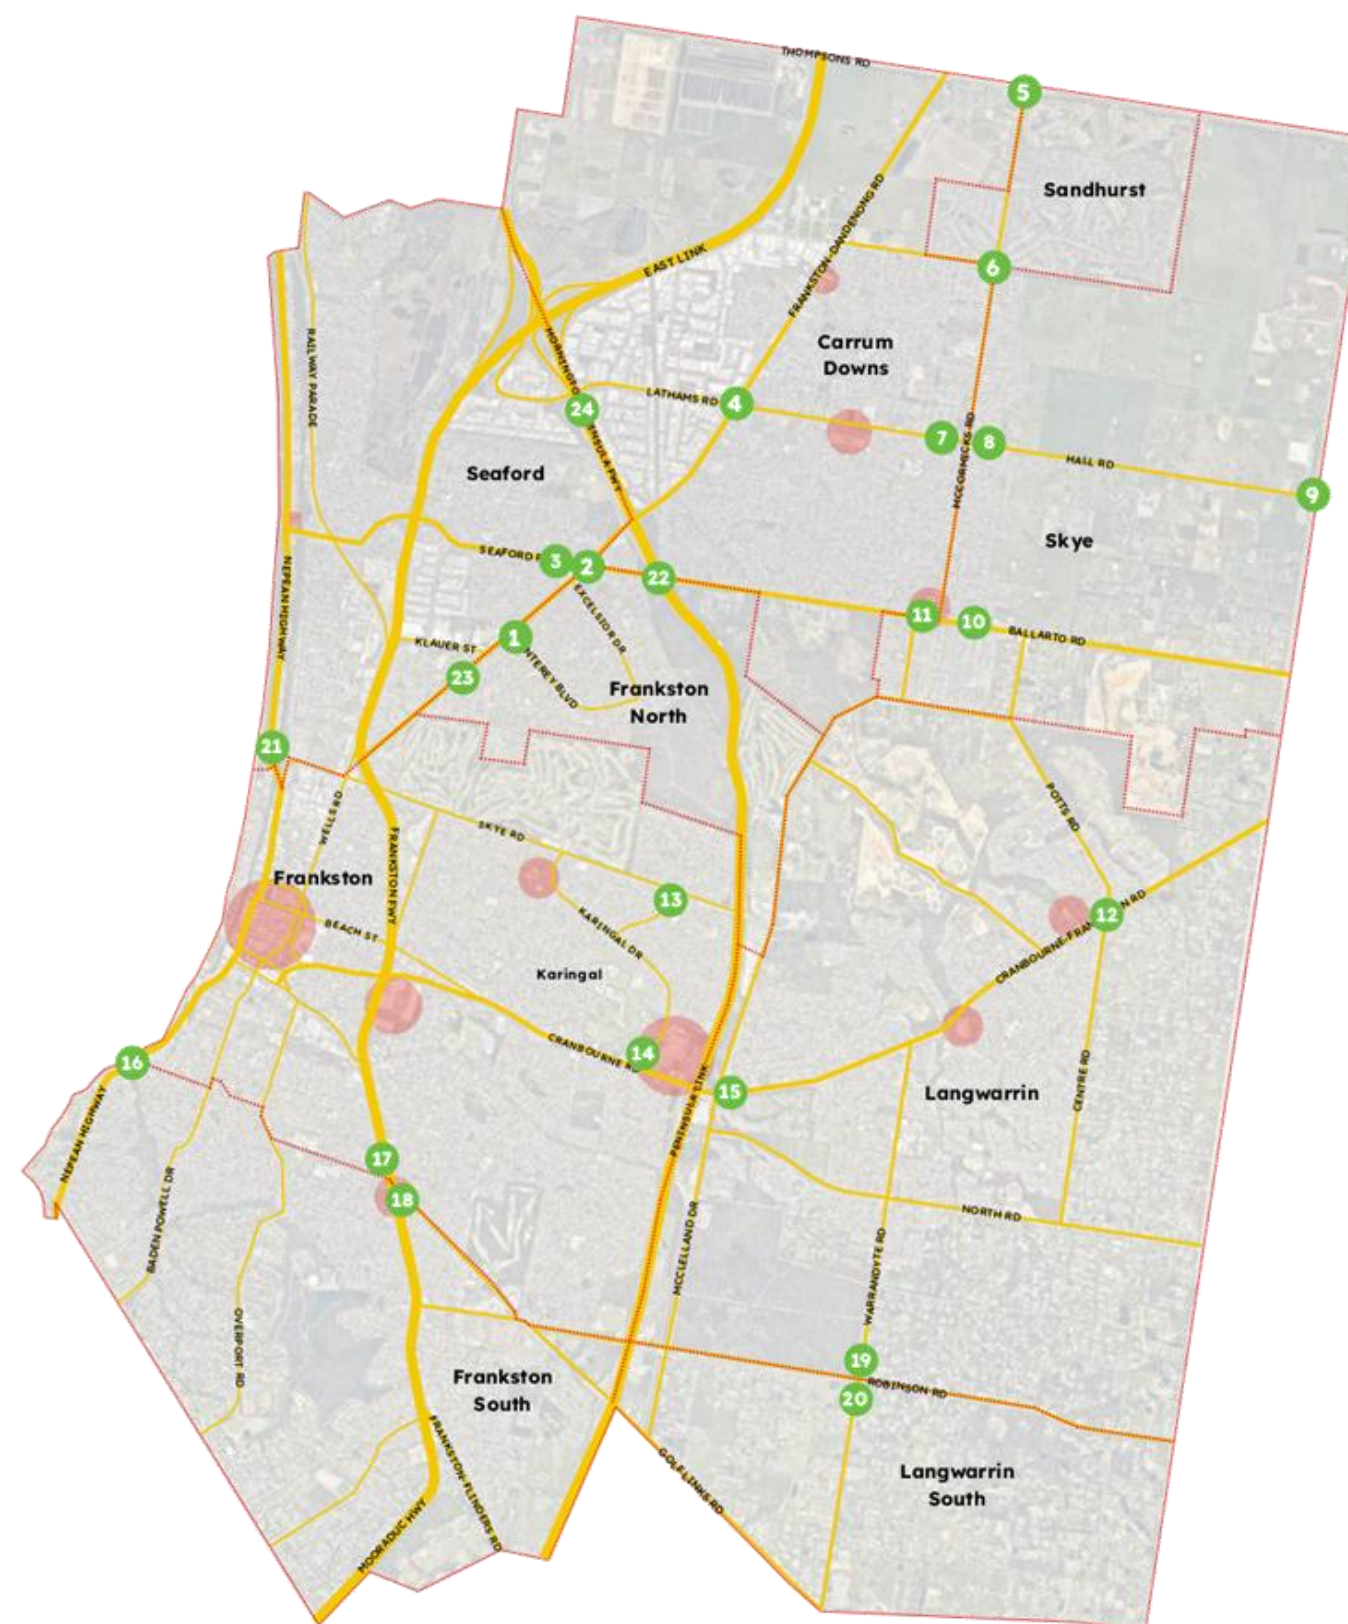 THOMPSONS RD
5
Sandhurst
FRANKSTON-DANDENONG RD
EAST LINK
6
RAILWAY PARADE
Carrum
Downs
LATHAMS RD
4
24
MCCORMICKS RD
7
8
HALL RD
9
Seaford
Skye
NEPEAN HIGHWAY
SEAFORD
3
2
22
EXCELSIOR DR
11
10
BALLARTO RD
KLAUER ST
1
23
Frankston
North
21
WELLS RD
SKYE RD
POTTS RD
FRANKSTON FWY
Frankston
BEACH ST
13
KARINGAL DR
12
Karingal
CRANBOURNE
14
15
16
PENINSULA LINK
Langwarrin
CENTRE RD
NEPEAN HIGHWAY
17
18
BADEN POWELL DR
NORTH RD
MCCLELLAND DR
WARRANDYTE RD
OVERPORT RD
19
ROBINSON RD
20
Frankston
South
FRANKSTON-FLINDERS RD
GOLF LINKS RD
Langwarrin
South
MOORADUC HWY